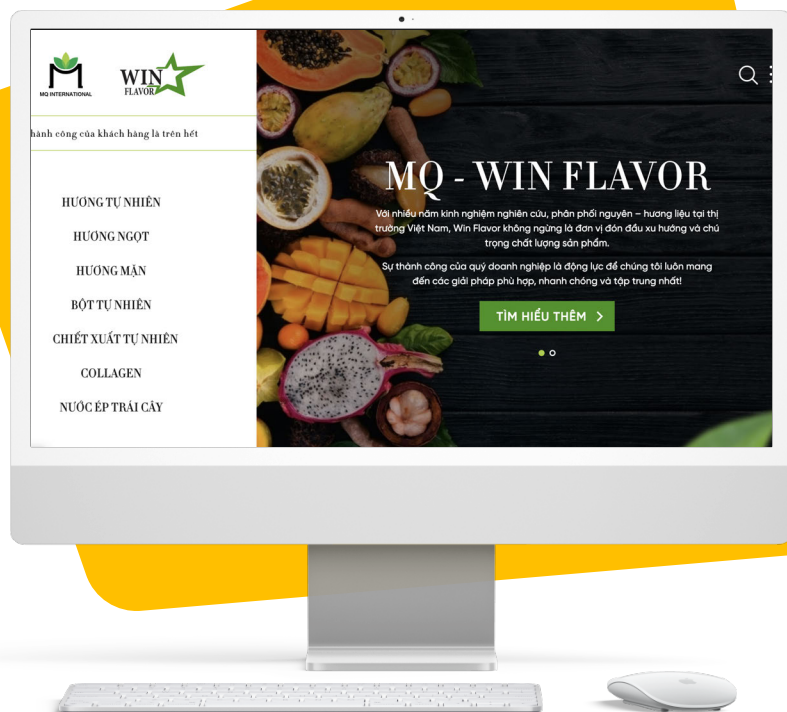 MQ INTERNATIONAL
WIN
FLAVOR
hành công của khách hàng là trên hết
HƯƠNG TỰ NHIÊN
HƯƠNG NGỌT
HƯƠNG MẶN
BỘT TỰ NHIÊN
CHIẾT XUẤT TỰ NHIÊN
COLLAGEN
NƯỚC ÉP TRÁI CÂY
MQ - WIN FLAVOR
Với nhiều năm kinh nghiệm nghiên cứu, phân phối nguyên – hương liệu tại thị
trường Việt Nam, Win Flavor không ngừng là đơn vị đón đầu xu hướng và chú
trọng chất lượng sản phẩm.
Sự thành công của quý doanh nghiệp là động lực để chúng tôi luôn mang
đến các giải pháp phù hợp, nhanh chóng và tập trung nhất!
TÌM HIỂU THÊM